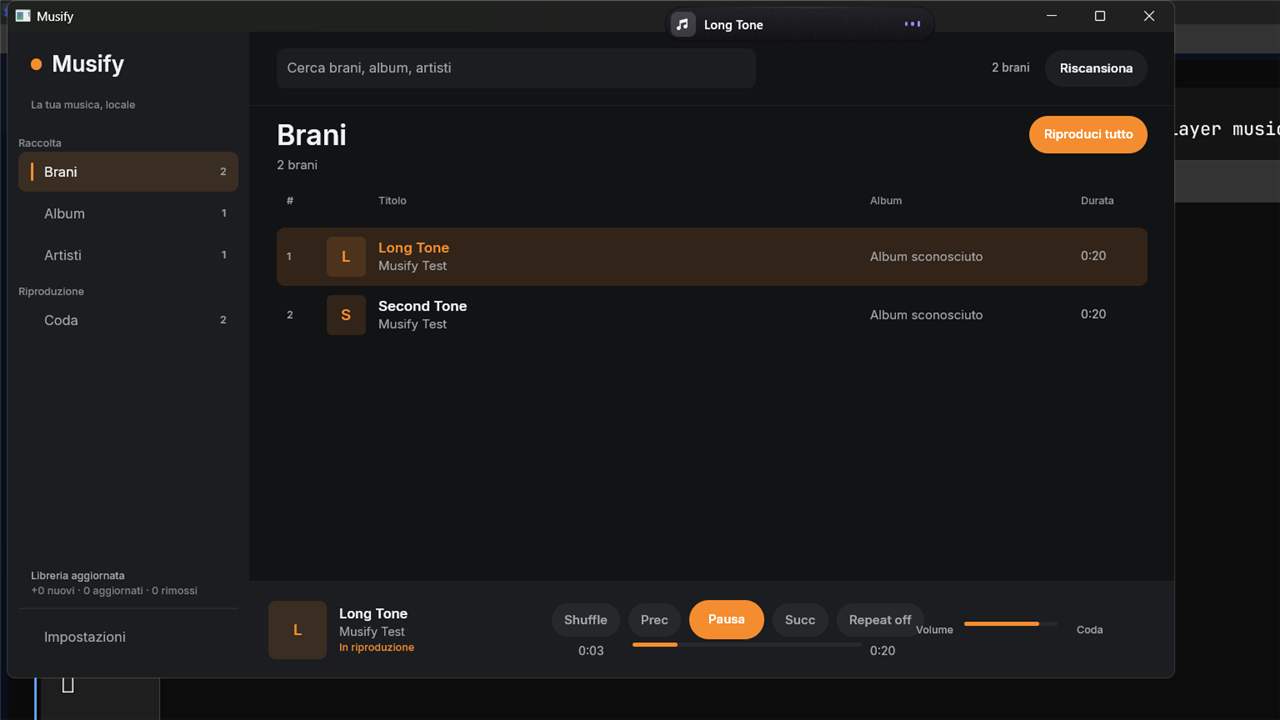 Musify
Long Tone
Musify
La tua musica, locale
Raccolta
Brani 2
Album 1
Artisti 1
Riproduzione
Coda 2
Libreria aggiornata
+0 nuovi · 0 aggiornati · 0 rimossi
Impostazioni
Cerca brani, album, artisti
2 brani
Riscansiona
Brani
2 brani
Riproduci tutto
# Titolo Album Durata
1 L Long Tone Album sconosciuto 0:20
Musify Test
2 S Second Tone Album sconosciuto 0:20
Musify Test
L
Long Tone
Musify Test
In riproduzione
Shuffle Prec Pausa Succ Repeat off
0:03 0:20
Volume
Coda
layer music